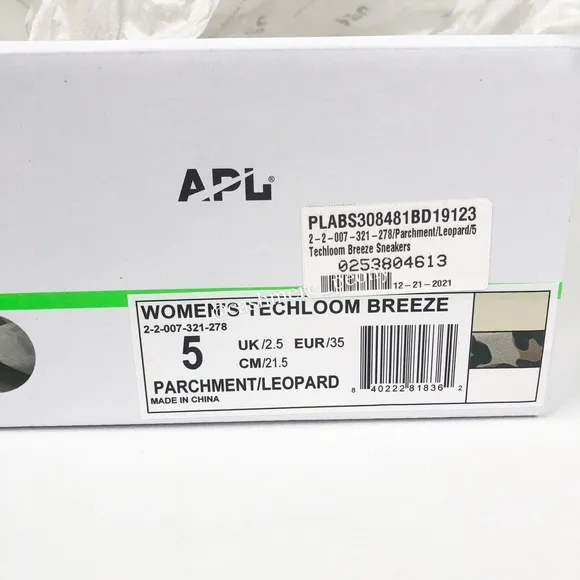 APL®
PLABS308481BD19123
2-2-007-321-278/Parchment/Leopard/5
Techloom Breeze Sneakers
0253804613
12-21-2021
WOMEN'S TECHLOOM BREEZE
2-2-007-321-278
5 UK/2.5 EUR/35
CM/21.5
PARCHMENT/LEOPARD
MADE IN CHINA
8 40222 81836 2